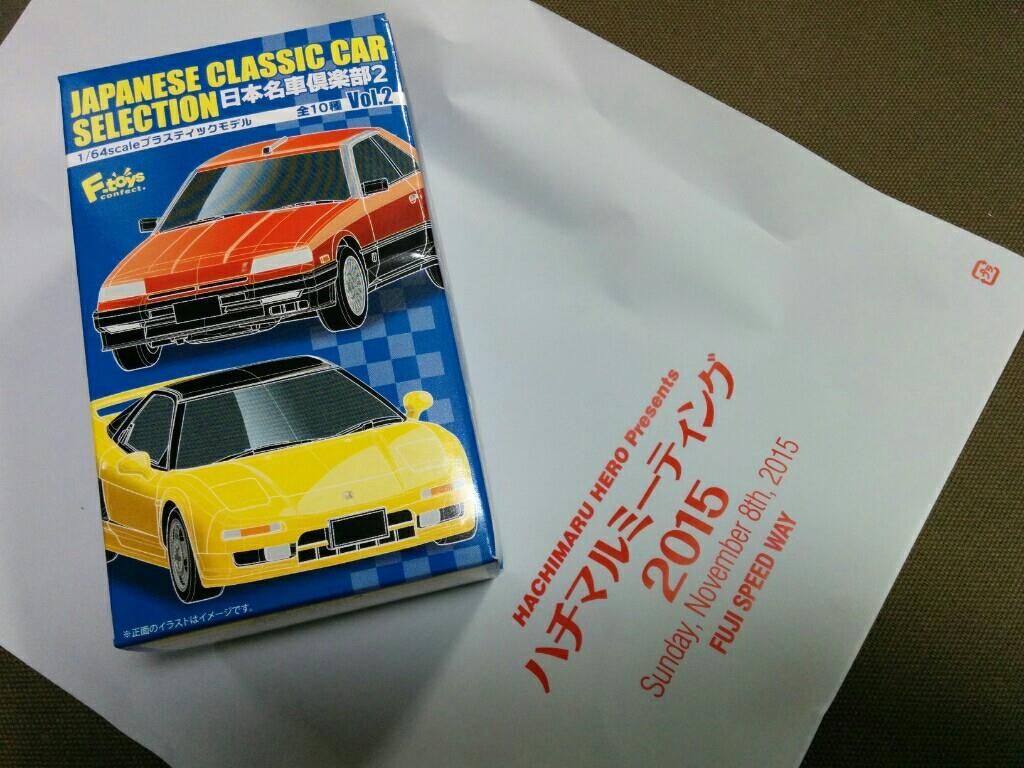 JAPANESE CLASSIC CAR
SELECTION 日本名車倶楽部2
1/64scaleプラスティックモデル 全10種 Vol.2
F-toys
confect.
※正面のイラストはイメージです。
プラ
HACHIMARU HERO Presents
ハチマルミーティング
2015
Sunday, November 8th, 2015
FUJI SPEED WAY